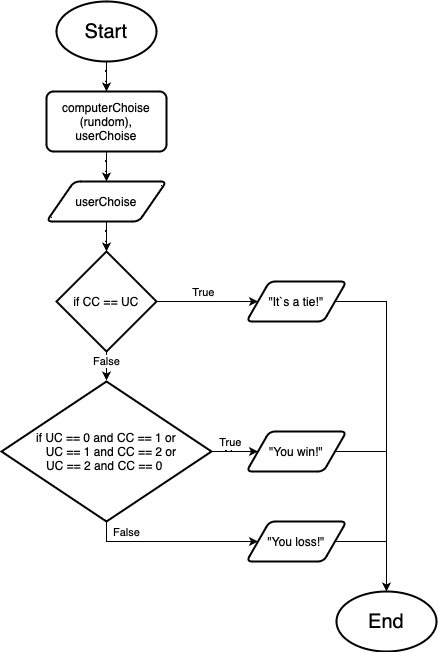 Start
computerChoise
(rundom),
userChoise
userChoise
if CC == UC
True
"It`s a tie!"
False
if UC == 0 and CC == 1 or
UC == 1 and CC == 2 or
UC == 2 and CC == 0
True
"You win!"
False
"You loss!"
End